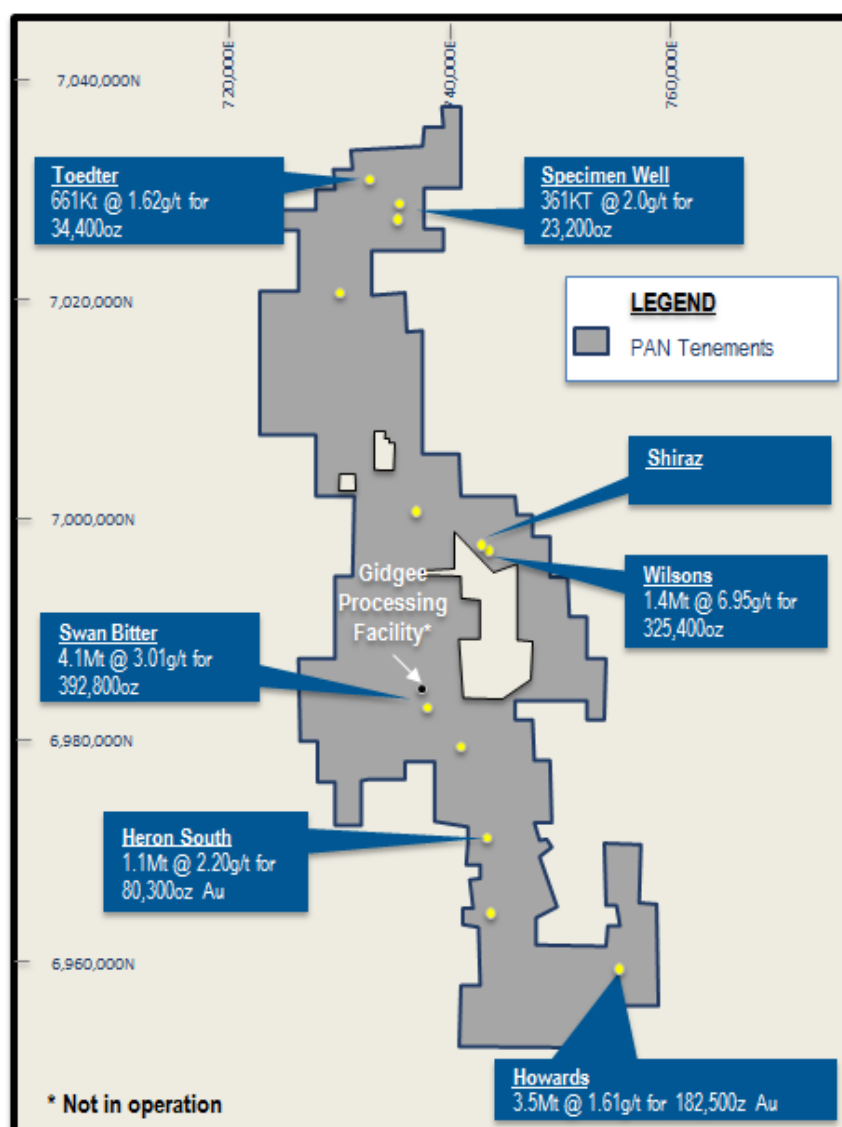 720,000E
740,000E
760,000E
7,040,000N
Toedter
661Kt @ 1.62g/t for
34,400oz
Specimen Well
361KT @ 2.0g/t for
23,200oz
7,020,000N
LEGEND
PAN Tenements
Shiraz
7,000,000N
Gidgee
Processing
Facility*
Wilsons
1.4Mt @ 6.95g/t for
325,400oz
Swan Bitter
4.1Mt @ 3.01g/t for
392,800oz
6,980,000N
Heron South
1.1Mt @ 2.20g/t for
80,300oz Au
6,960,000N
Howards
3.5Mt @ 1.61g/t for 182,500z Au
* Not in operation